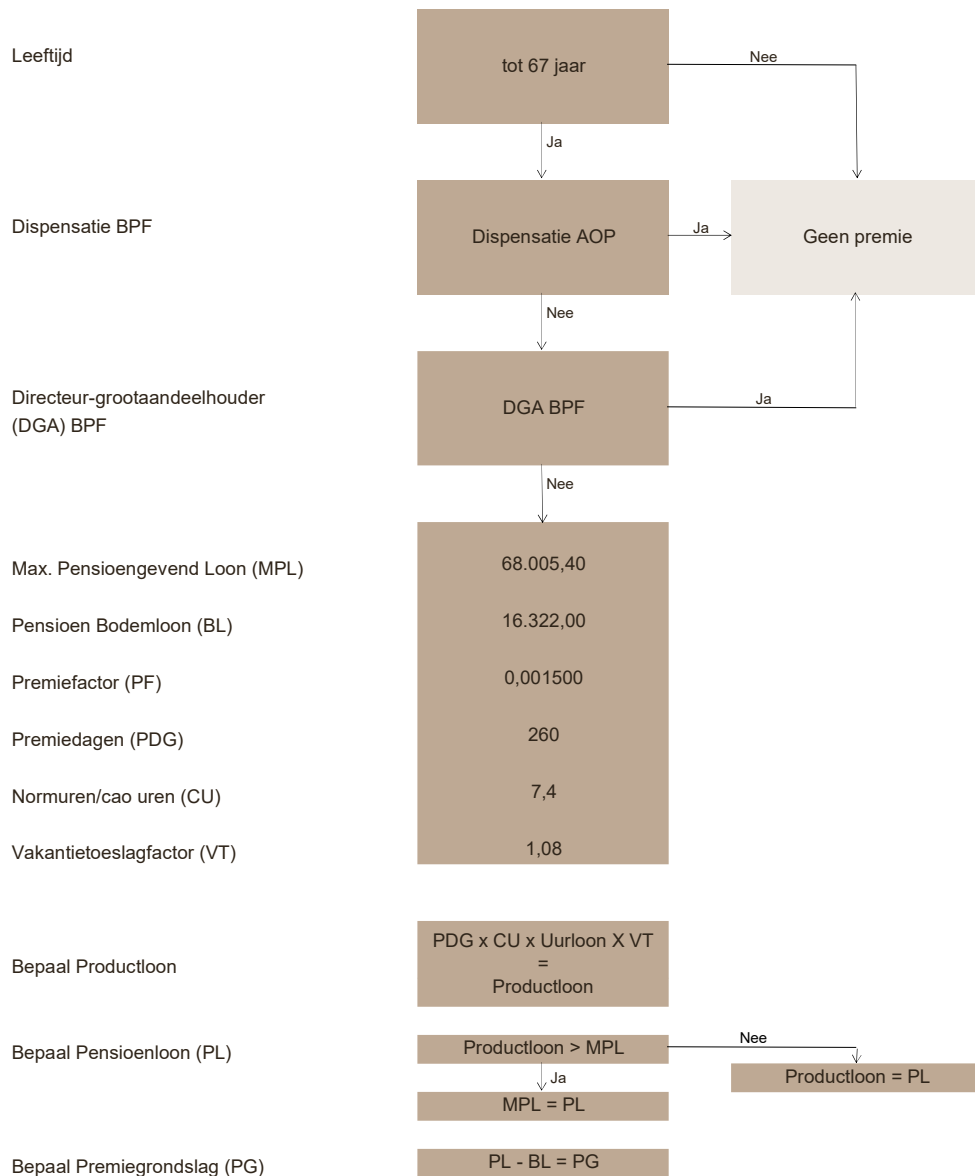 Leeftijd
tot 67 jaar
Nee
Ja
Dispensatie BPF
Dispensatie AOP
Ja
Geen premie
Nee
Directeur-grootaandeelhouder
(DGA) BPF
DGA BPF
Ja
Nee
Max. Pensioengevend Loon (MPL)
68.005,40
Pensioen Bodemloon (BL)
16.322,00
Premiefactor (PF)
0,001500
Premiedagen (PDG)
260
Normuren/cao uren (CU)
7,4
Vakantietoeslagfactor (VT)
1,08
Bepaal Productloon
PDG x CU x Uurloon X VT
=
Productloon
Bepaal Pensioenloon (PL)
Productloon > MPL
Nee
Ja
Productloon = PL
MPL = PL
Bepaal Premiegrondslag (PG)
PL - BL = PG